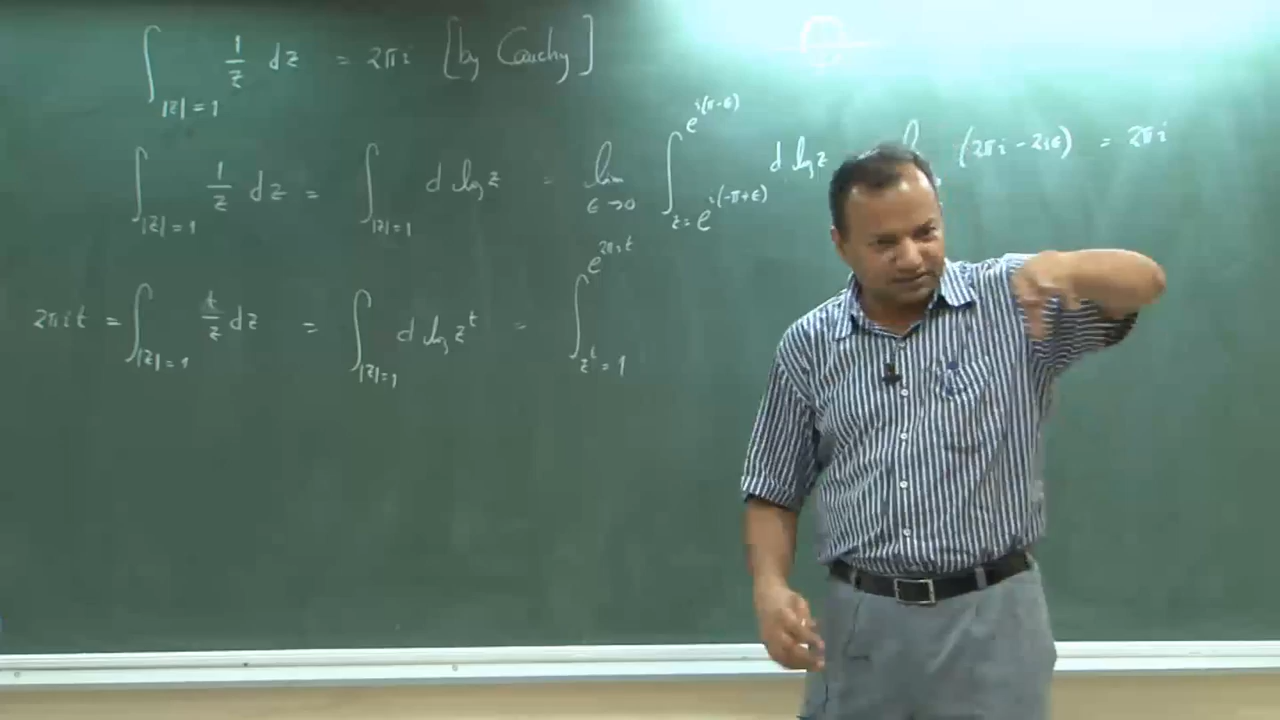 ∫_{|z|=1} 1/z dz = 2πi [by Cauchy]
∫_{|z|=1} 1/z dz = ∫_{|z|=1} d log z = lim_{ε→0} ∫_{z=e^{i(-π+ε)}}^{e^{i(π-ε)}} d log z (2πi - 2iε) = 2πi
2πit = ∫_{|z|=1} t/z dz = ∫_{|z|=1} d log z^t = ∫_{z^t=1}^{e^{2πit}}